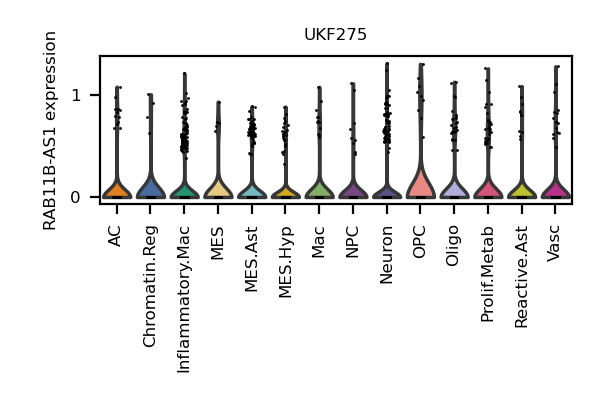 UKF275
RAB11B-AS1 expression
1
0
AC
Chromatin.Reg
Inflammatory.Mac
MES
MES.Ast
MES.Hyp
Mac
NPC
Neuron
OPC
Oligo
Prolif.Metab
Reactive.Ast
Vasc